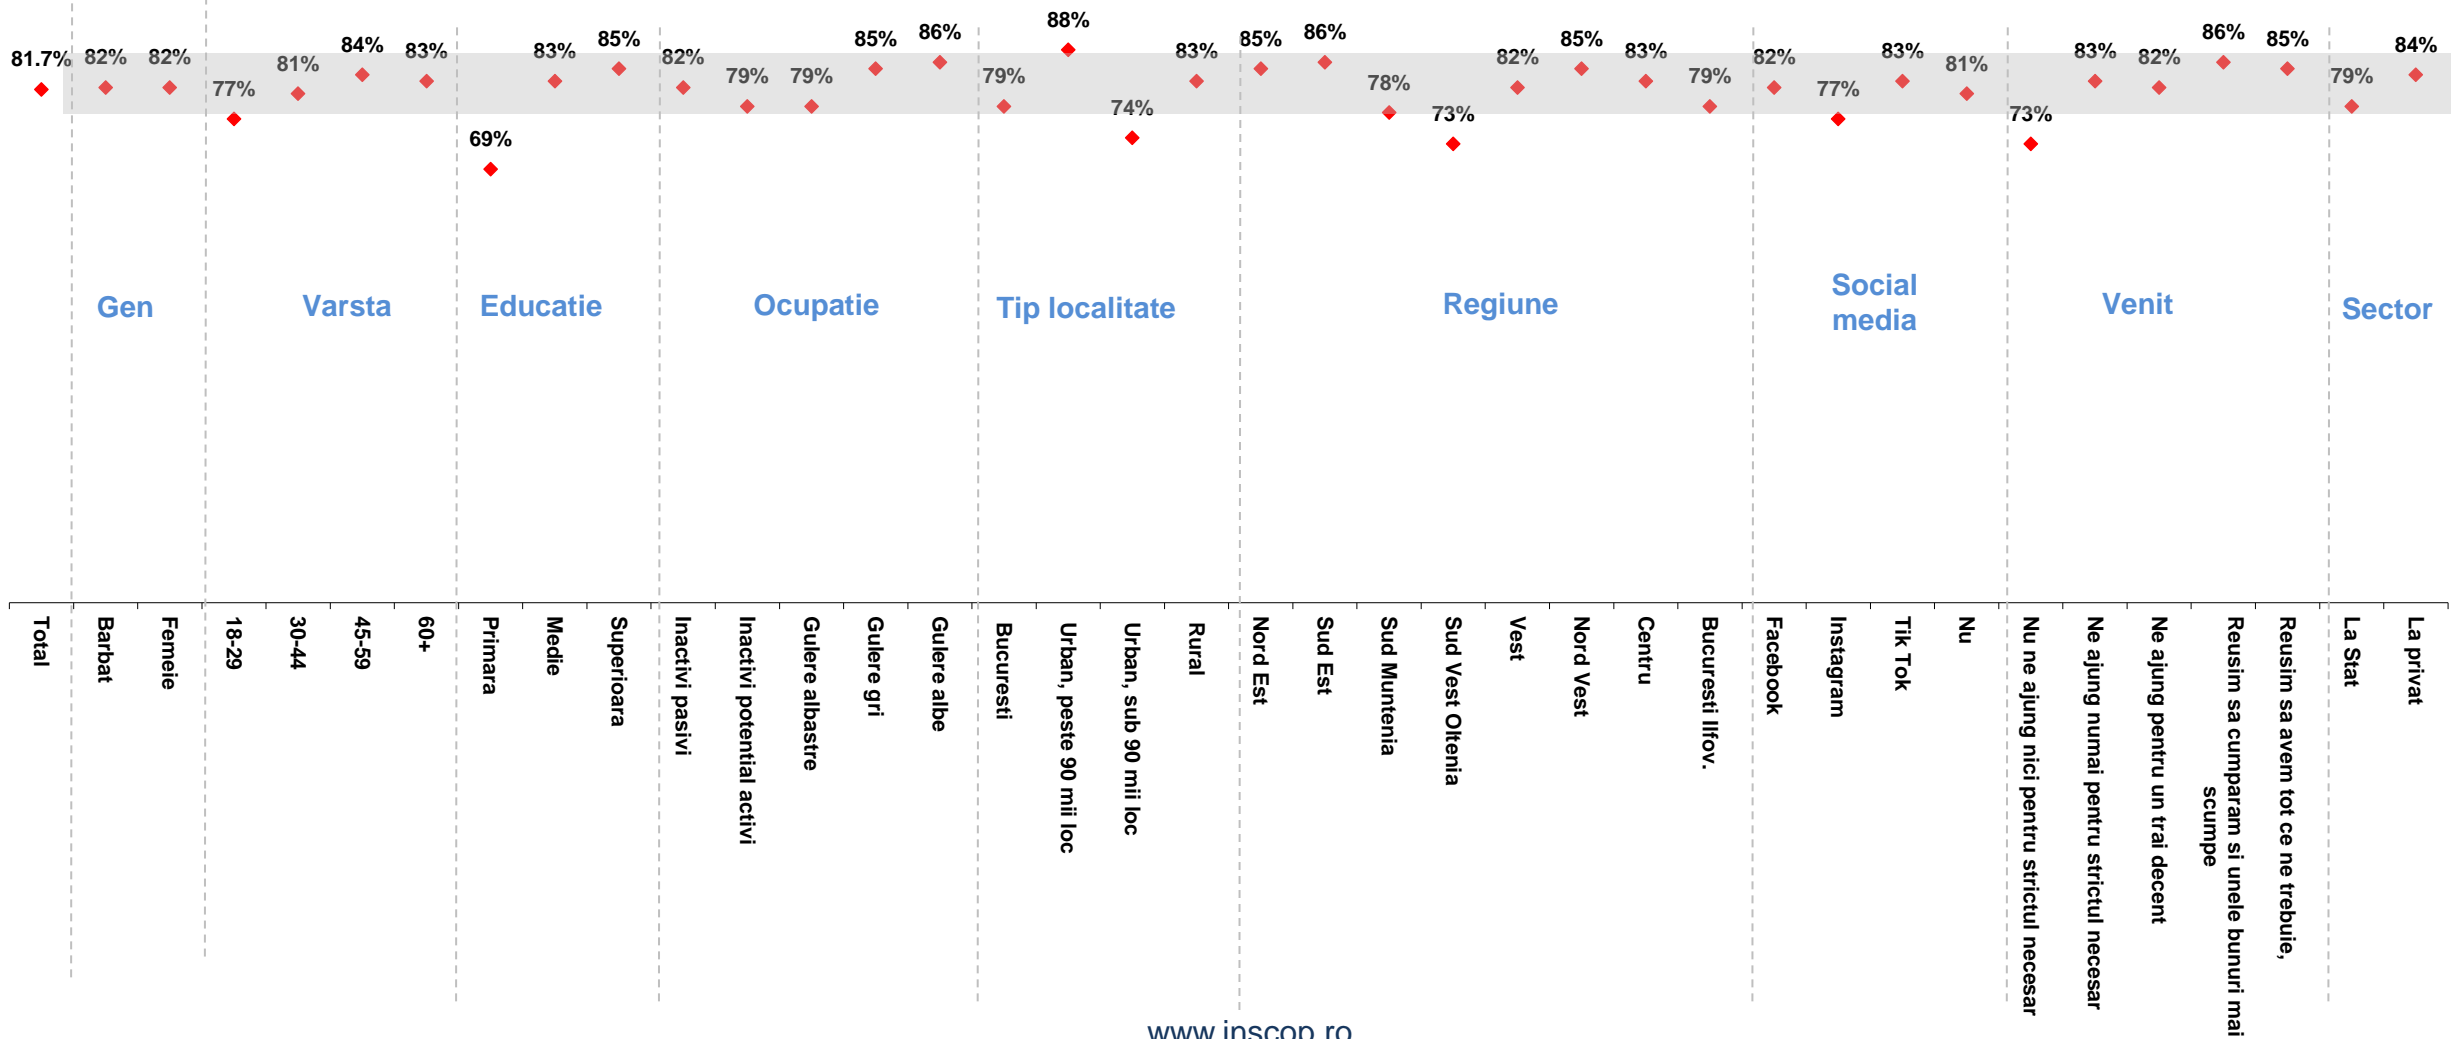 81.7%
82%
82%
77%
81%
84%
83%
69%
83%
85%
82%
79%
79%
85%
86%
79%
88%
74%
83%
85%
86%
78%
73%
82%
85%
83%
79%
82%
77%
83%
81%
73%
83%
82%
86%
85%
79%
84%
Gen
Varsta
Educatie
Ocupatie
Tip localitate
Regiune
Social
media
Venit
Sector
Total
Barbat
Femeie
18-29
30-44
45-59
60+
Primara
Medie
Superioara
Inactivi pasivi
Inactivi potential activi
Gulere albastre
Gulere gri
Gulere albe
Bucuresti
Urban, peste 90 mii loc
Urban, sub 90 mii loc
Rural
Nord Est
Sud Est
Sud Muntenia
Sud Vest Oltenia
Vest
Nord Vest
Centru
Bucuresti Ilfov.
Facebook
Instagram
Tik Tok
Nu
Nu ne ajung nici pentru strictul necesar
Ne ajung numai pentru strictul necesar
Ne ajung pentru un trai decent
Reusim sa cumparam si unele bunuri mai
scumpe
Reusim sa avem tot ce ne trebuie,
La Stat
La privat
www.inscop.ro